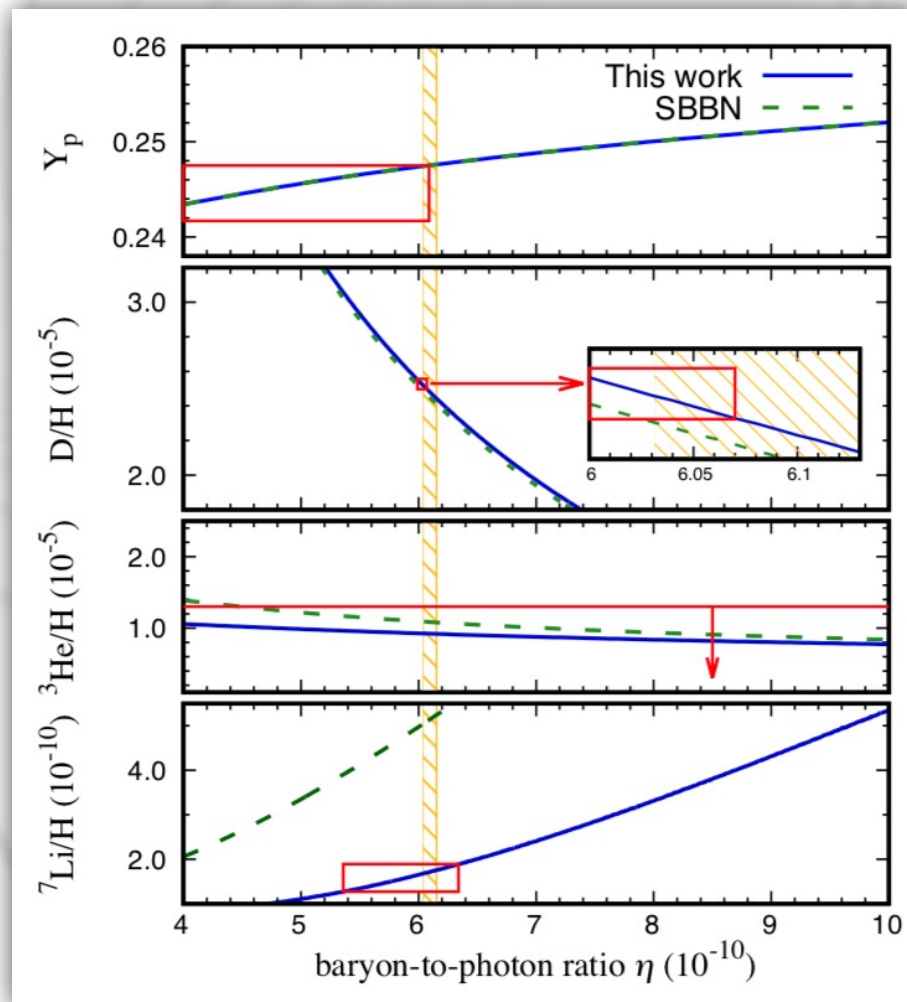 0.26
This work
SBBN
0.25
0.24
Y_p
3.0
2.0
D/H (10^-5)
6 6.05 6.1
2.0
1.0
^3He/H (10^-5)
4.0
2.0
^7Li/H (10^-10)
4 5 6 7 8 9 10
baryon-to-photon ratio η (10^-10)